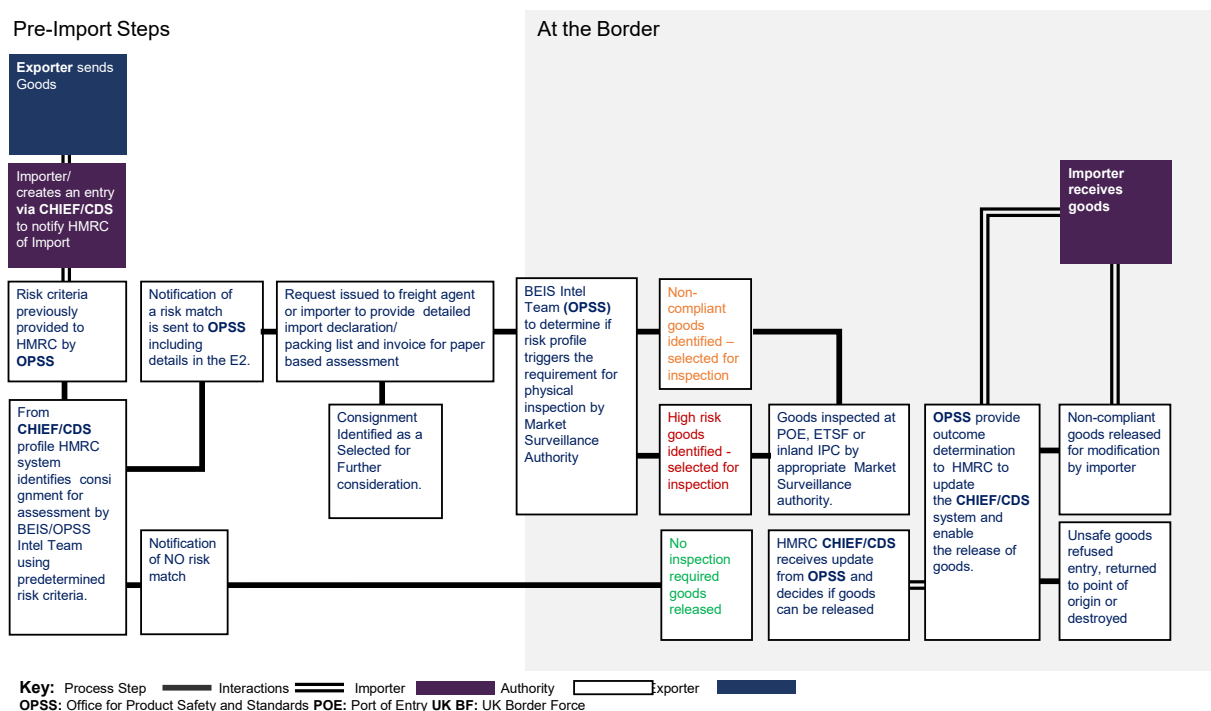 Pre-Import Steps
At the Border
Exporter sends
Goods
Importer/
creates an entry
via CHIEF/CDS
to notify HMRC
of Import
Importer
receives
goods
Risk criteria
previously
provided to
HMRC by
OPSS
Notification of
a risk match
is sent to OPSS
including
details in the E2.
Request issued to freight agent
or importer to provide detailed
import declaration/
packing list and invoice for paper
based assessment
BEIS Intel
Team (OPSS)
to determine if
risk profile
triggers the
requirement for
physical
inspection by
Market
Surveillance
Authority
Non-
compliant
goods
identified –
selected for
inspection
From
CHIEF/CDS
profile HMRC
system
identifies consi
gnment for
assessment by
BEIS/OPSS
Intel Team
using
predetermined
risk criteria.
Consignment
Identified as a
Selected for
Further
consideration.
High risk
goods
identified -
selected for
inspection
Goods inspected at
POE, ETSF or
inland IPC by
appropriate Market
Surveillance
authority.
OPSS provide
outcome
determination
to HMRC to
update
the CHIEF/CDS
system and
enable
the release of
goods.
Non-compliant
goods released
for modification
by importer
Notification
of NO risk
match
No
inspection
required
goods
released
HMRC CHIEF/CDS
receives update
from OPSS and
decides if goods
can be released
Unsafe goods
refused
entry, returned
to point of
origin or
destroyed
Key: Process Step Interactions Importer Authority Exporter
OPSS: Office for Product Safety and Standards POE: Port of Entry UK BF: UK Border Force